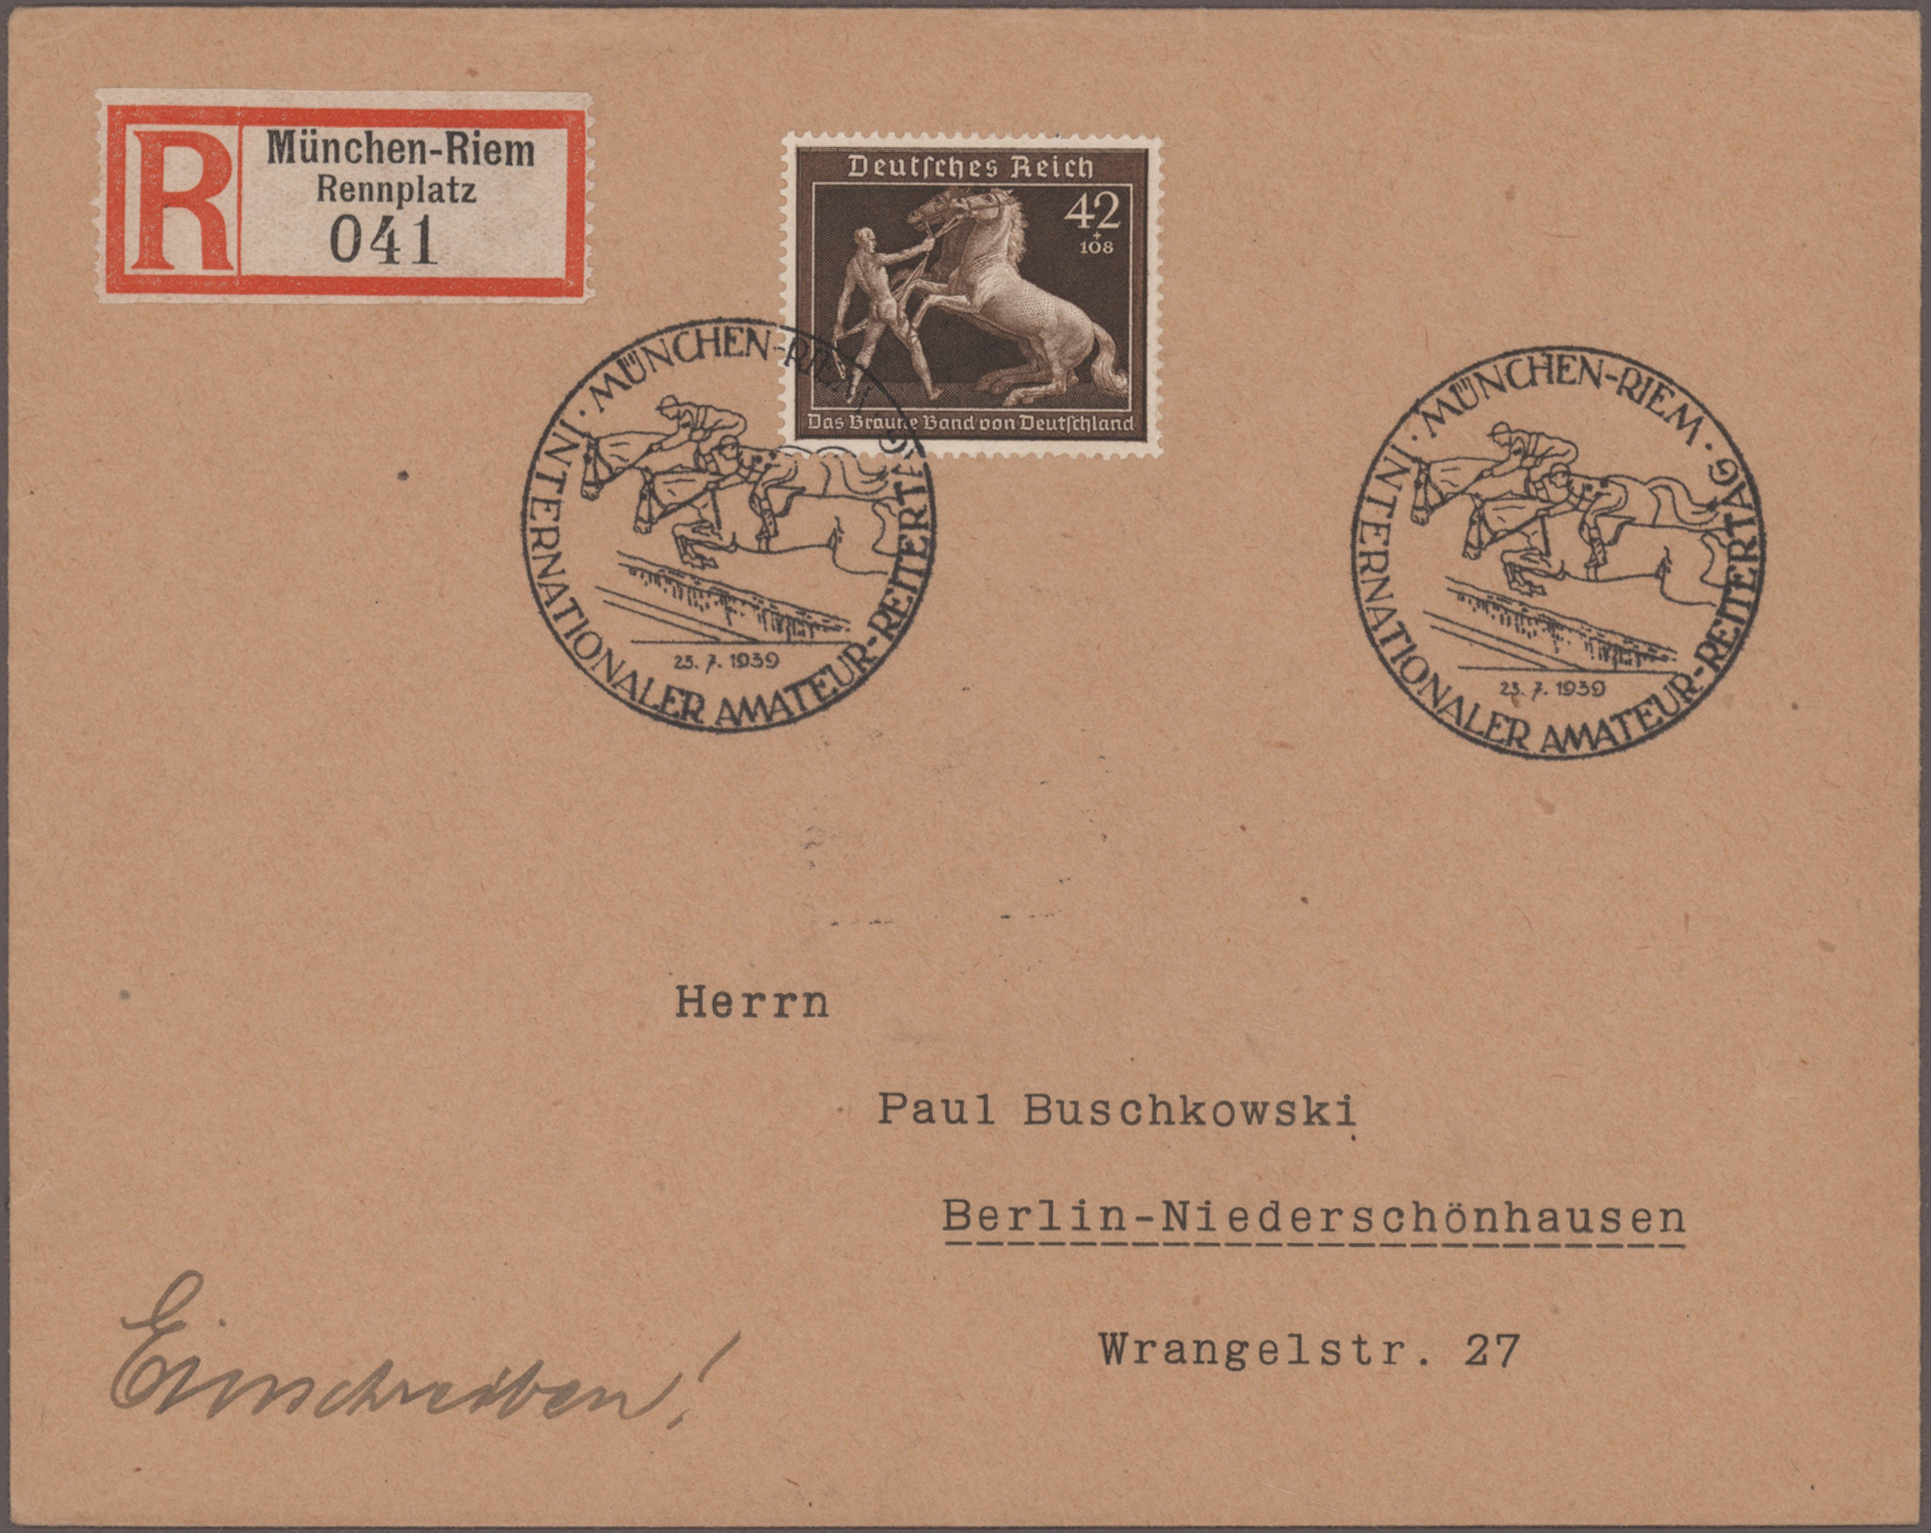 R
München-Riem
Rennplatz
041
Deutſches Reich
42
+
108
Das Braune Band von Deutſchland
· MÜNCHEN-RIEM ·
INTERNATIONALER AMATEUR-REITERTAG
23. 7. 1939
· MÜNCHEN-RIEM ·
INTERNATIONALER AMATEUR-REITERTAG
23. 7. 1939
Herrn
Paul Buschkowski
Berlin-Niederschönhausen
Wrangelstr. 27
Einschreiben!